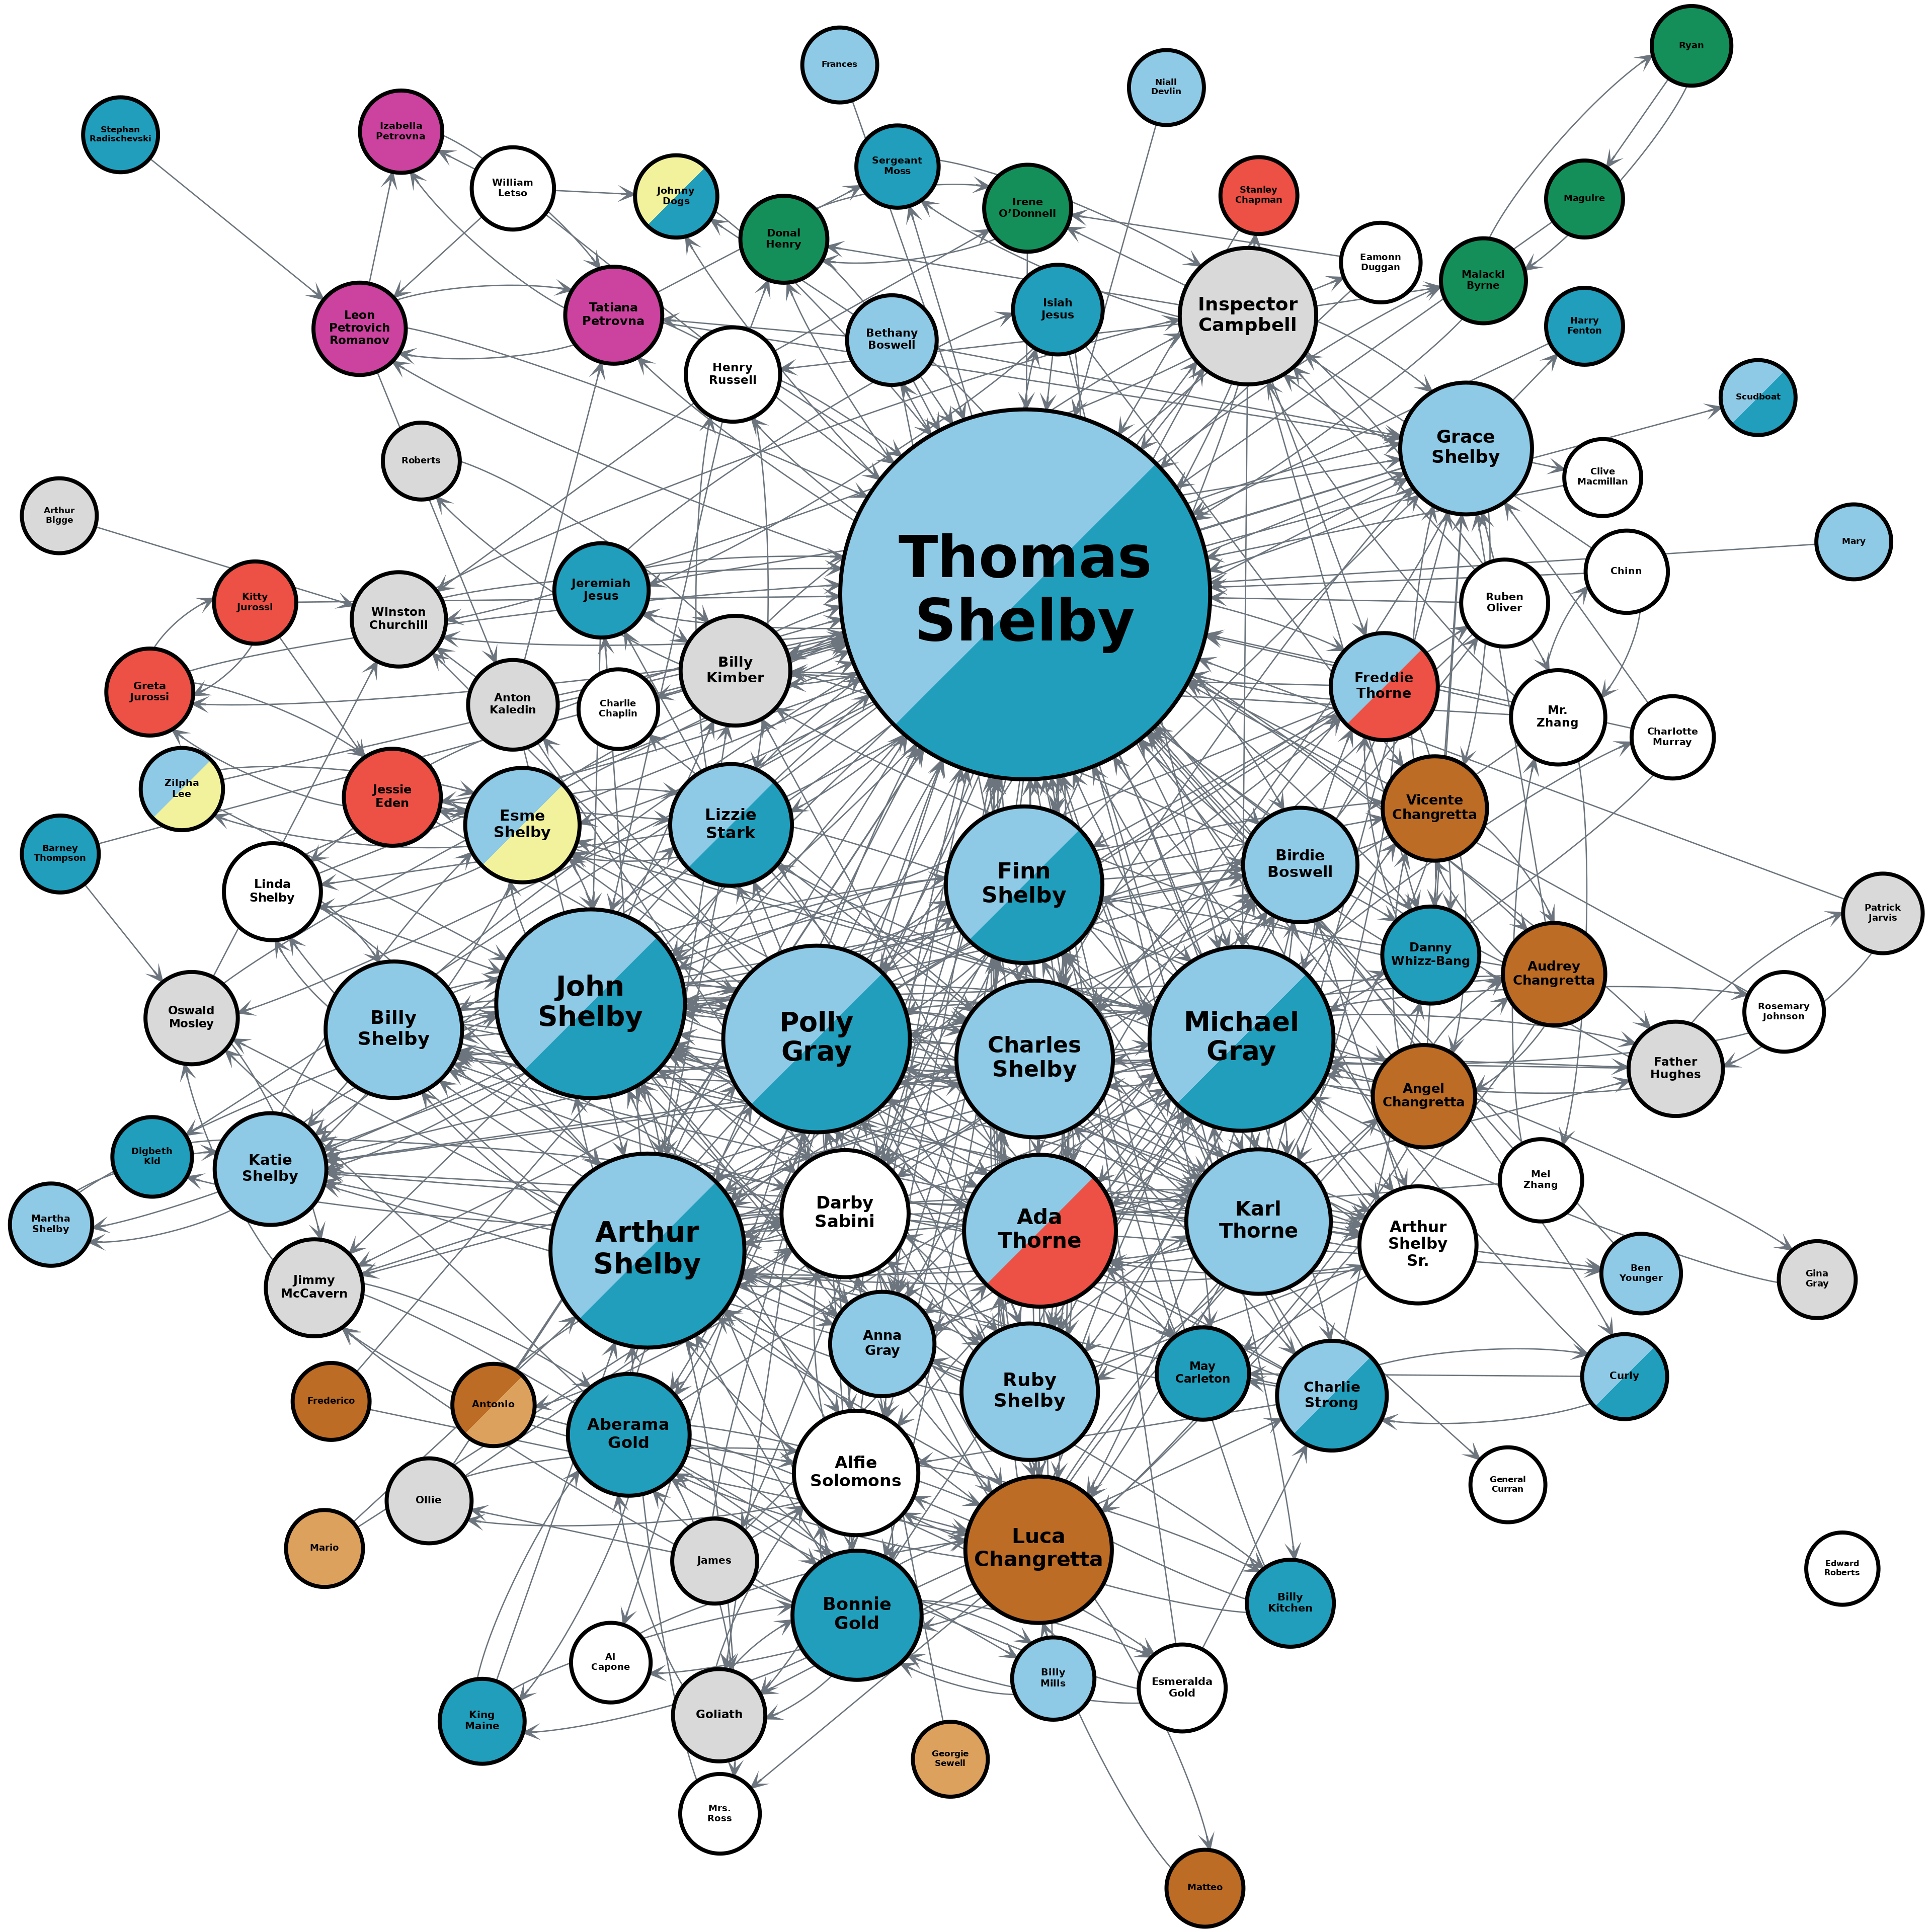 Ryan
Frances
Niall
Devlin
Stephan
Radischevski
Izabella
Petrovna
William
Letso
Johnny
Dogs
Sergeant
Moss
Irene
O'Donnell
Stanley
Chapman
Maguire
Donal
Henry
Eamonn
Duggan
Malacki
Byrne
Leon
Petrovich
Romanov
Tatiana
Petrovna
Isiah
Jesus
Inspector
Campbell
Harry
Fenton
Bethany
Boswell
Henry
Russell
Scudboat
Grace
Shelby
Roberts
Clive
Macmillan
Arthur
Bigge
Mary
Thomas
Shelby
Chinn
Kitty
Jurossi
Winston
Churchill
Jeremiah
Jesus
Ruben
Oliver
Billy
Kimber
Freddie
Thorne
Greta
Jurossi
Anton
Kaledin
Charlie
Chaplin
Mr.
Zhang
Charlotte
Murray
Zilpha
Lee
Jessie
Eden
Esme
Shelby
Lizzie
Stark
Vicente
Changretta
Barney
Thompson
Linda
Shelby
Finn
Shelby
Birdie
Boswell
Patrick
Jarvis
Danny
Whizz-Bang
Audrey
Changretta
Oswald
Mosley
Billy
Shelby
John
Shelby
Polly
Gray
Charles
Shelby
Michael
Gray
Rosemary
Johnson
Father
Hughes
Angel
Changretta
Digbeth
Kid
Katie
Shelby
Mei
Zhang
Martha
Shelby
Arthur
Shelby
Darby
Sabini
Ada
Thorne
Karl
Thorne
Arthur
Shelby
Sr.
Ben
Younger
Gina
Gray
Jimmy
McCavern
Anna
Gray
Ruby
Shelby
May
Carleton
Charlie
Strong
Curly
Frederico
Antonio
Aberama
Gold
Alfie
Solomons
General
Curran
Ollie
Mario
James
Luca
Changretta
Edward
Roberts
Bonnie
Gold
Billy
Kitchen
Al
Capone
Billy
Mills
Esmeralda
Gold
King
Maine
Goliath
Georgie
Sewell
Mrs.
Ross
Matteo